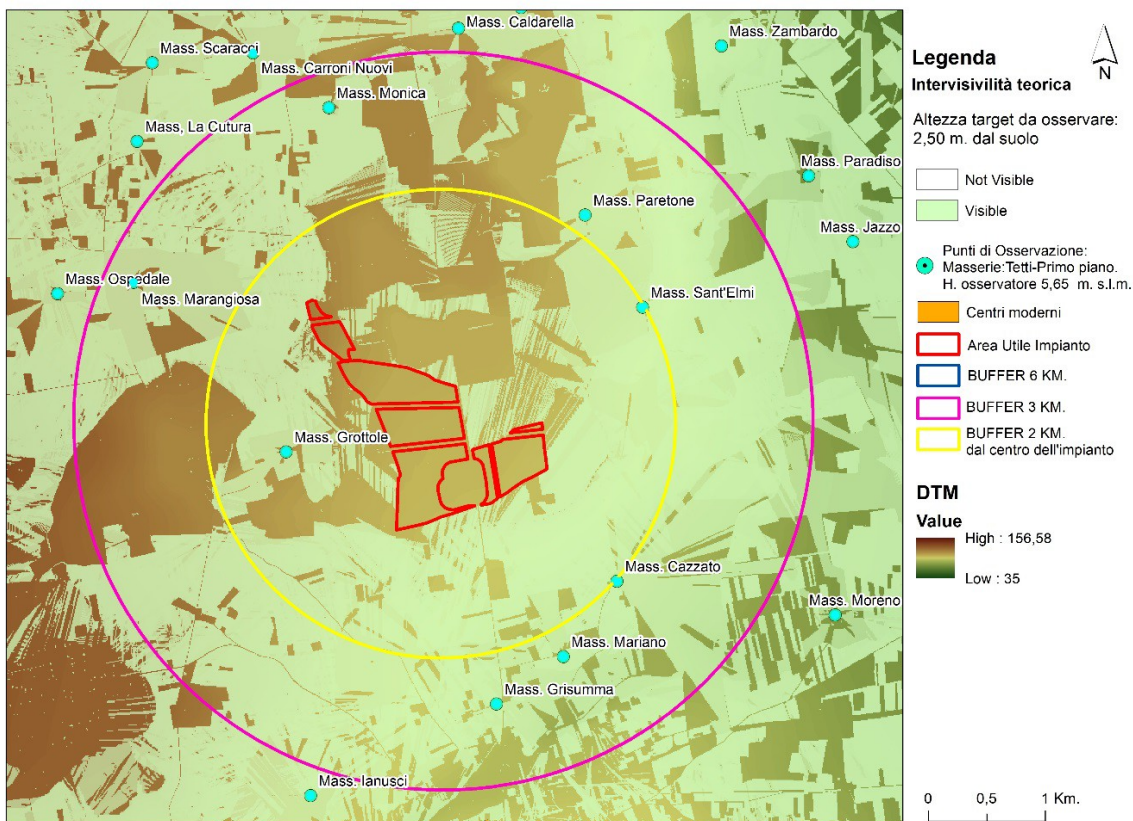 Mass. Caldarella
Mass. Zambardo
Mass. Scaracci
Mass. Carroni Nuovi
Mass. Monica
Mass, La Cutura
Mass. Paradiso
Mass. Paretone
Mass. Jazzo
Mass. Ospedale
Mass. Marangiosa
Mass. Sant'Elmi
Mass. Grottole
Mass. Cazzato
Mass. Moreno
Mass. Mariano
Mass. Grisumma
Mass. Ianusci
N
Legenda
Intervisivilità teorica
Altezza target da osservare:
2,50 m. dal suolo
Not Visible
Visible
Punti di Osservazione:
Masserie:Tetti-Primo piano.
H. osservatore 5,65 m. s.l.m.
Centri moderni
Area Utile Impianto
BUFFER 6 KM.
BUFFER 3 KM.
BUFFER 2 KM.
dal centro dell'impianto
DTM
Value
High : 156,58
Low : 35
0 0,5 1 Km.